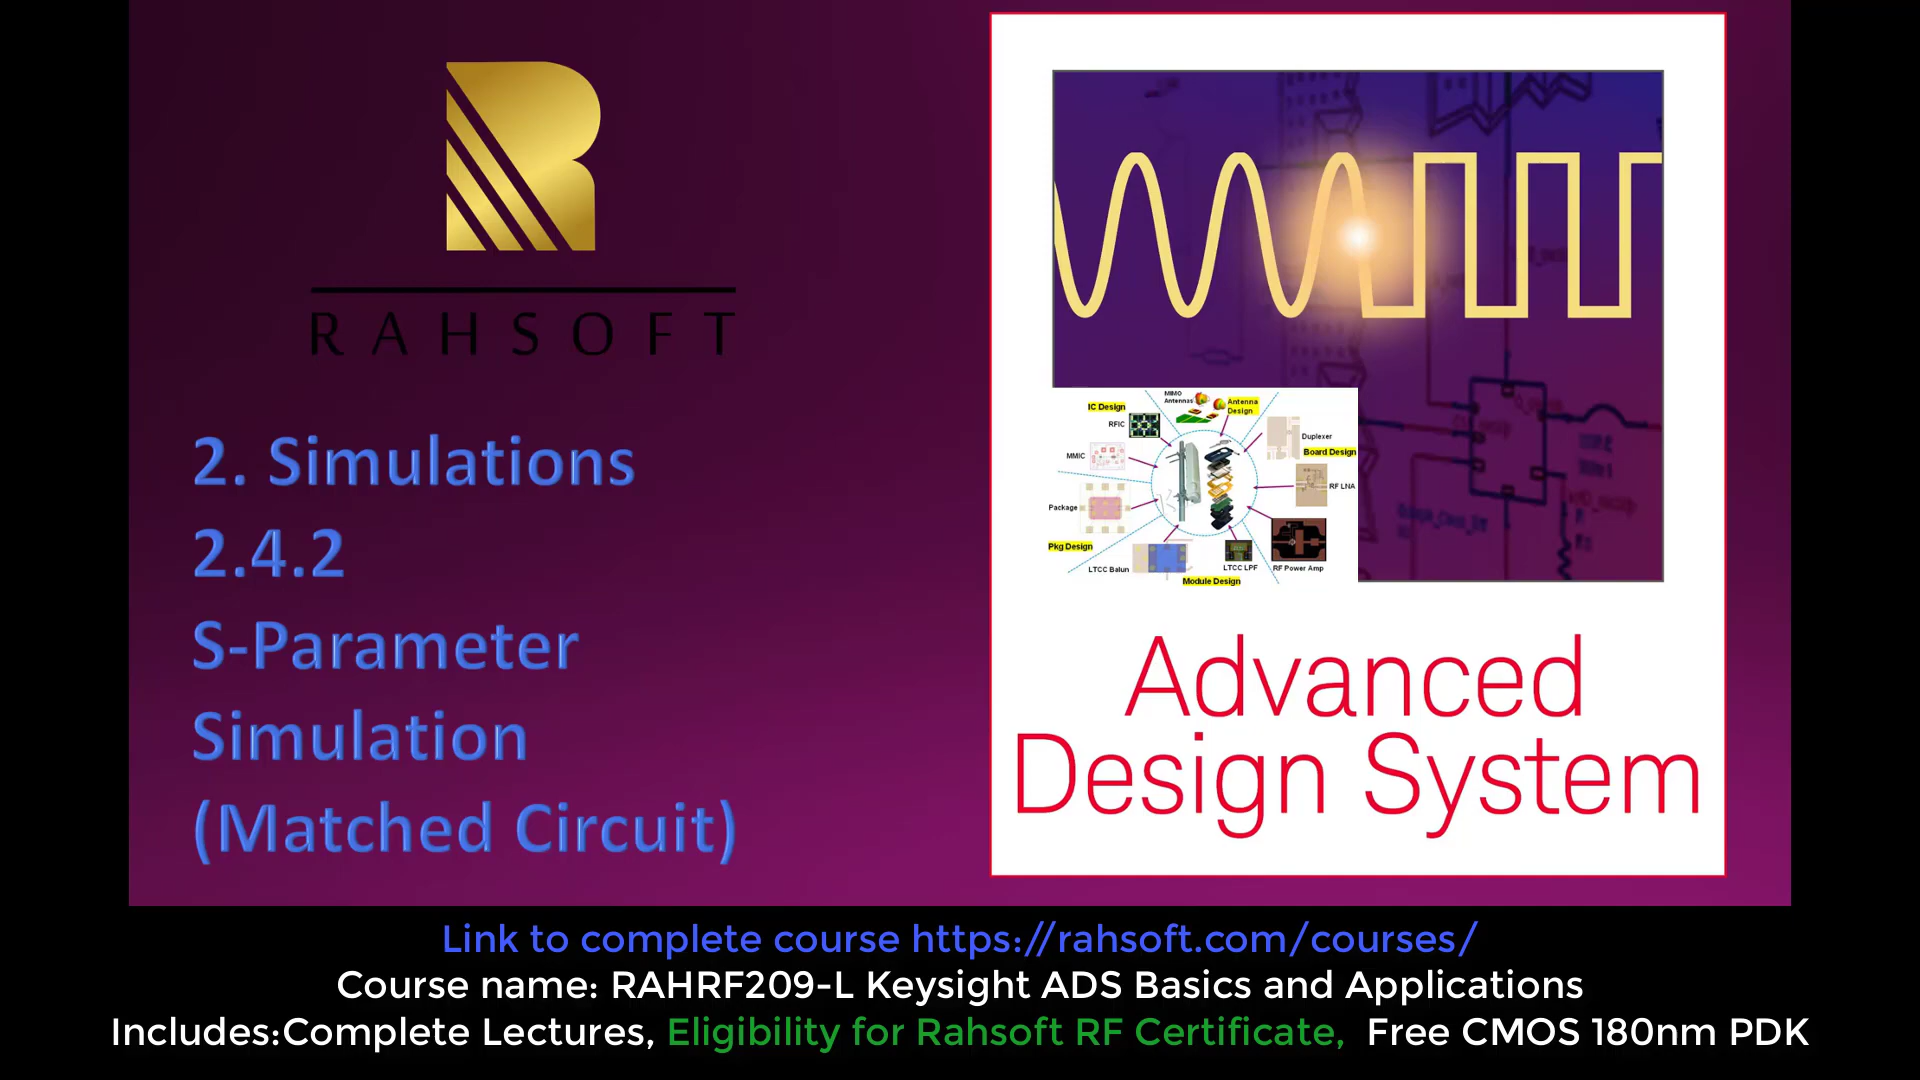 RAHSOFT
2. Simulations
2.4.2
S-Parameter
Simulation
(Matched Circuit)
IC Design
MIMO
Antennas
Antenna
Design
RFIC
Duplexer
MMIC
Board Design
RF LNA
Package
Pkg Design
LTCC Balun
LTCC LPF
RF Power Amp
Module Design
Advanced
Design System
Link to complete course https://rahsoft.com/courses/
Course name: RAHRF209-L Keysight ADS Basics and Applications
Includes:Complete Lectures, Eligibility for Rahsoft RF Certificate, Free CMOS 180nm PDK